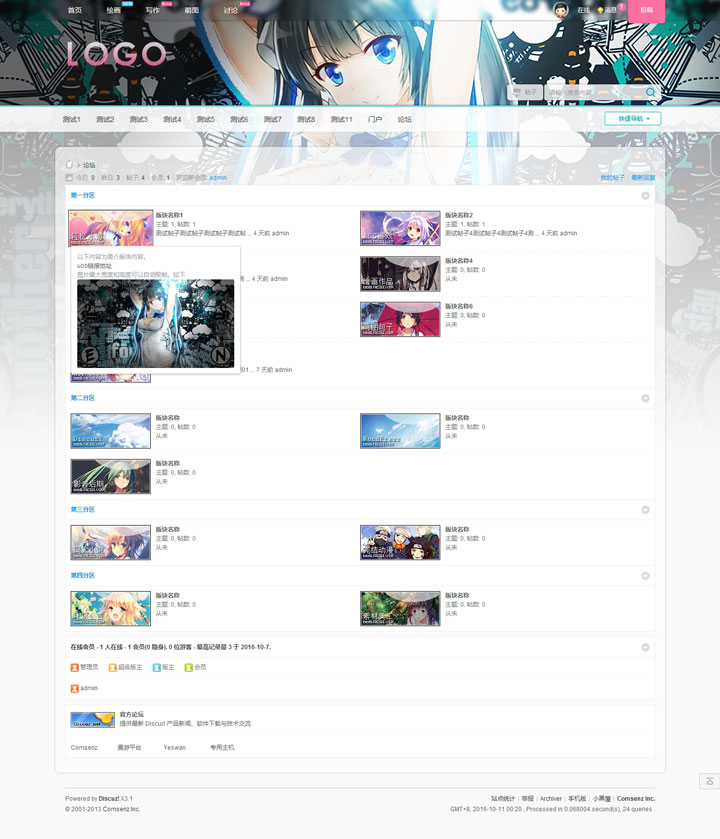 首页 绘画 写作 萌图 讨论 在线 消息 1 投稿
LOGO
帖子 请输入搜索内容
测试1 测试2 测试3 测试4 测试5 测试6 测试7 测试8 测试11 门户 论坛 快捷导航
论坛
今日: 0 昨日: 3 帖子: 4 会员: 1 欢迎新会员: admin 我的帖子 最新回复
第一分区
版块名称1
主题: 1, 帖数: 1
测试帖子测试帖子测试帖子测试帖 ... 4 天前 admin
版块名称2
主题: 1, 帖数: 1
测试帖子4测试帖子4测试帖子4测 ... 4 天前 admin
以下内容为简介版块内容。
ubb链接地址
图片最大宽度和高度可以自动限制。如下
... 4 天前 admin
绘画作品
版块名称4
主题: 0, 帖数: 0
从未
版块名称6
主题: 0, 帖数: 0
从未
01 ... 7 天前 admin
第二分区
Discuz!
版块名称
主题: 0, 帖数: 0
从未
WordPress
版块名称
主题: 0, 帖数: 0
从未
影音后期
版块名称
主题: 0, 帖数: 0
从未
第三分区
版块名称
主题: 0, 帖数: 0
从未
完结动漫
版块名称
主题: 0, 帖数: 0
从未
第四分区
版块名称
主题: 0, 帖数: 0
从未
版块名称
主题: 0, 帖数: 0
从未
在线会员 - 1 人在线 - 1 会员(0 隐身), 0 位游客 - 最高记录是 3 于 2016-10-7.
管理员 超级版主 版主 会员
admin
官方论坛
提供最新 Discuz! 产品新闻、软件下载与技术交流
Comsenz 漫游平台 Yeswan 专用主机
Powered by Discuz! X3.1
© 2001-2013 Comsenz Inc.
站点统计 | 举报 | Archiver | 手机版 | 小黑屋 | Comsenz Inc.
GMT+8, 2016-10-11 00:20 , Processed in 0.068004 second(s), 24 queries .